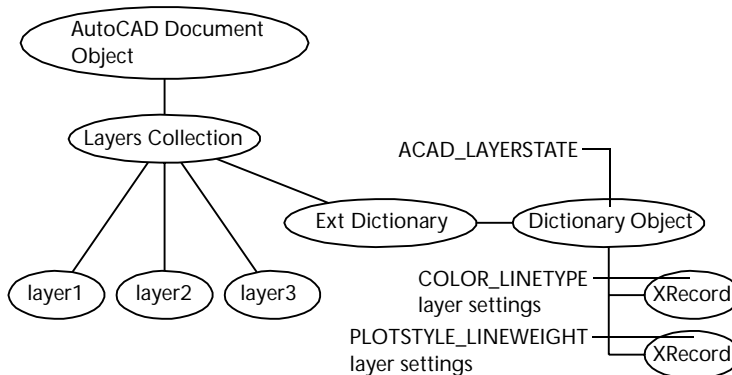 AutoCAD Document
Object
Layers Collection
ACAD_LAYERSTATE
Ext Dictionary
Dictionary Object
layer1
layer2
layer3
COLOR_LINETYPE
layer settings
XRecord
PLOTSTYLE_LINEWEIGHT
layer settings
XRecord